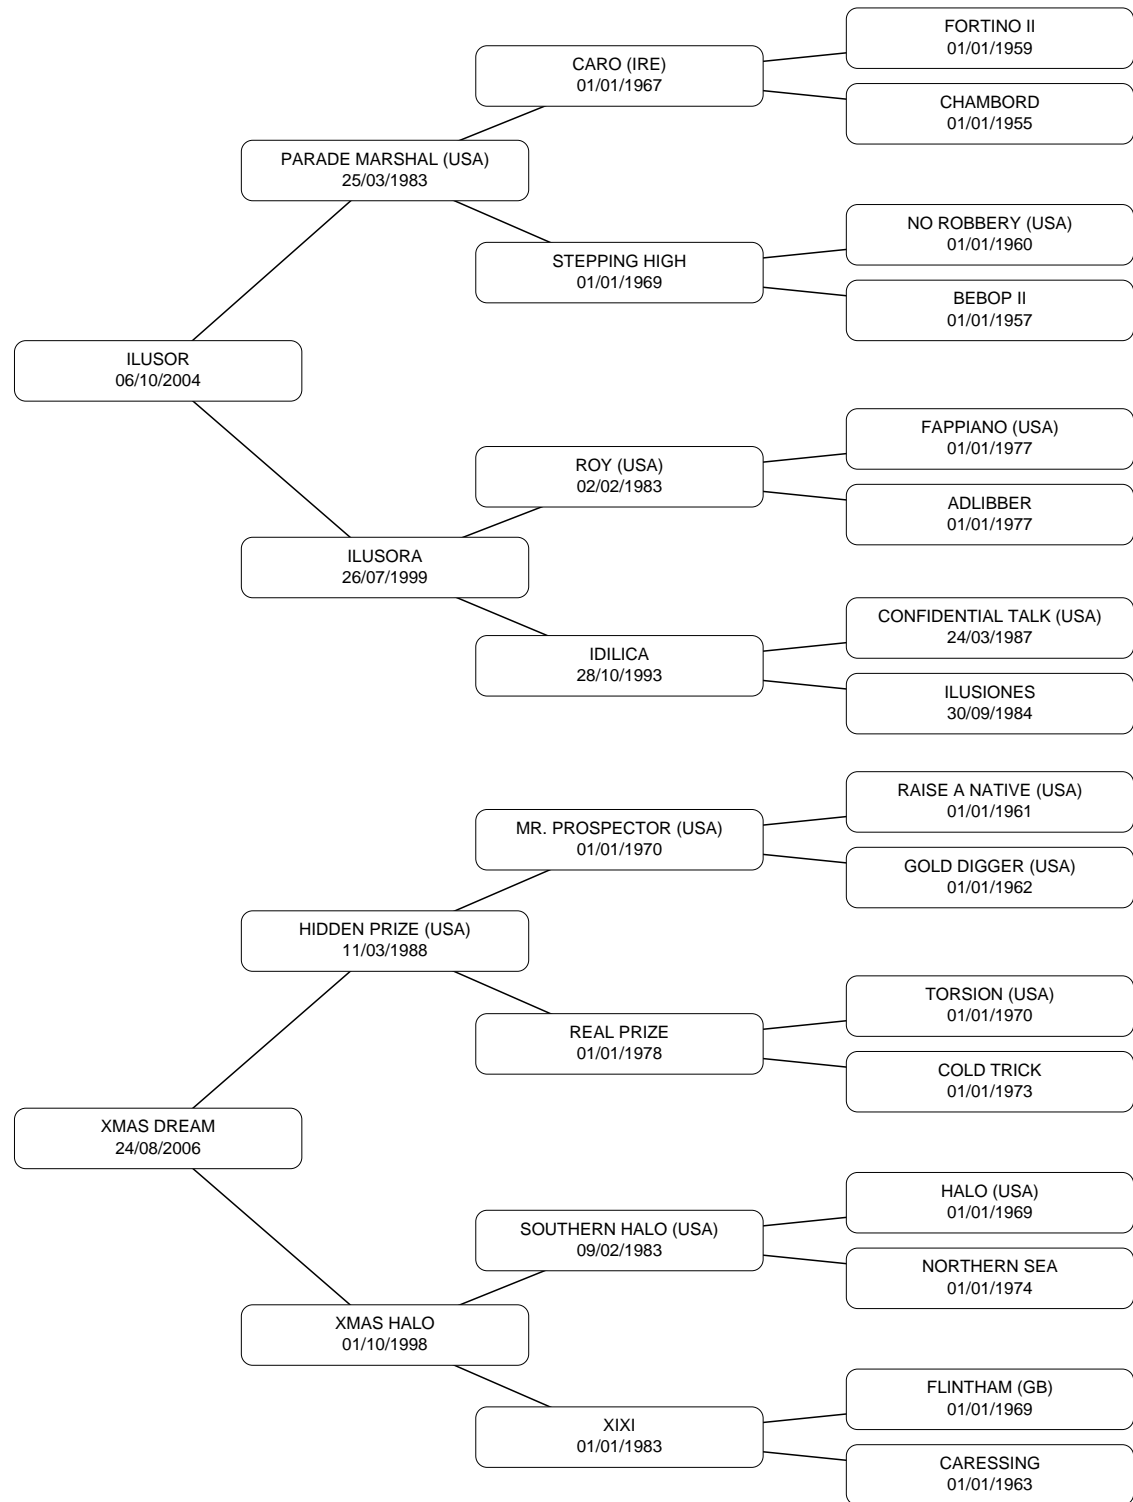 FORTINO II
01/01/1959
CARO (IRE)
01/01/1967
CHAMBORD
01/01/1955
PARADE MARSHAL (USA)
25/03/1983
NO ROBBERY (USA)
01/01/1960
STEPPING HIGH
01/01/1969
BEBOP II
01/01/1957
ILUSOR
06/10/2004
FAPPIANO (USA)
01/01/1977
ROY (USA)
02/02/1983
ADLIBBER
01/01/1977
ILUSORA
26/07/1999
CONFIDENTIAL TALK (USA)
24/03/1987
IDILICA
28/10/1993
ILUSIONES
30/09/1984
RAISE A NATIVE (USA)
01/01/1961
MR. PROSPECTOR (USA)
01/01/1970
GOLD DIGGER (USA)
01/01/1962
HIDDEN PRIZE (USA)
11/03/1988
TORSION (USA)
01/01/1970
REAL PRIZE
01/01/1978
COLD TRICK
01/01/1973
XMAS DREAM
24/08/2006
HALO (USA)
01/01/1969
SOUTHERN HALO (USA)
09/02/1983
NORTHERN SEA
01/01/1974
XMAS HALO
01/10/1998
FLINTHAM (GB)
01/01/1969
XIXI
01/01/1983
CARESSING
01/01/1963